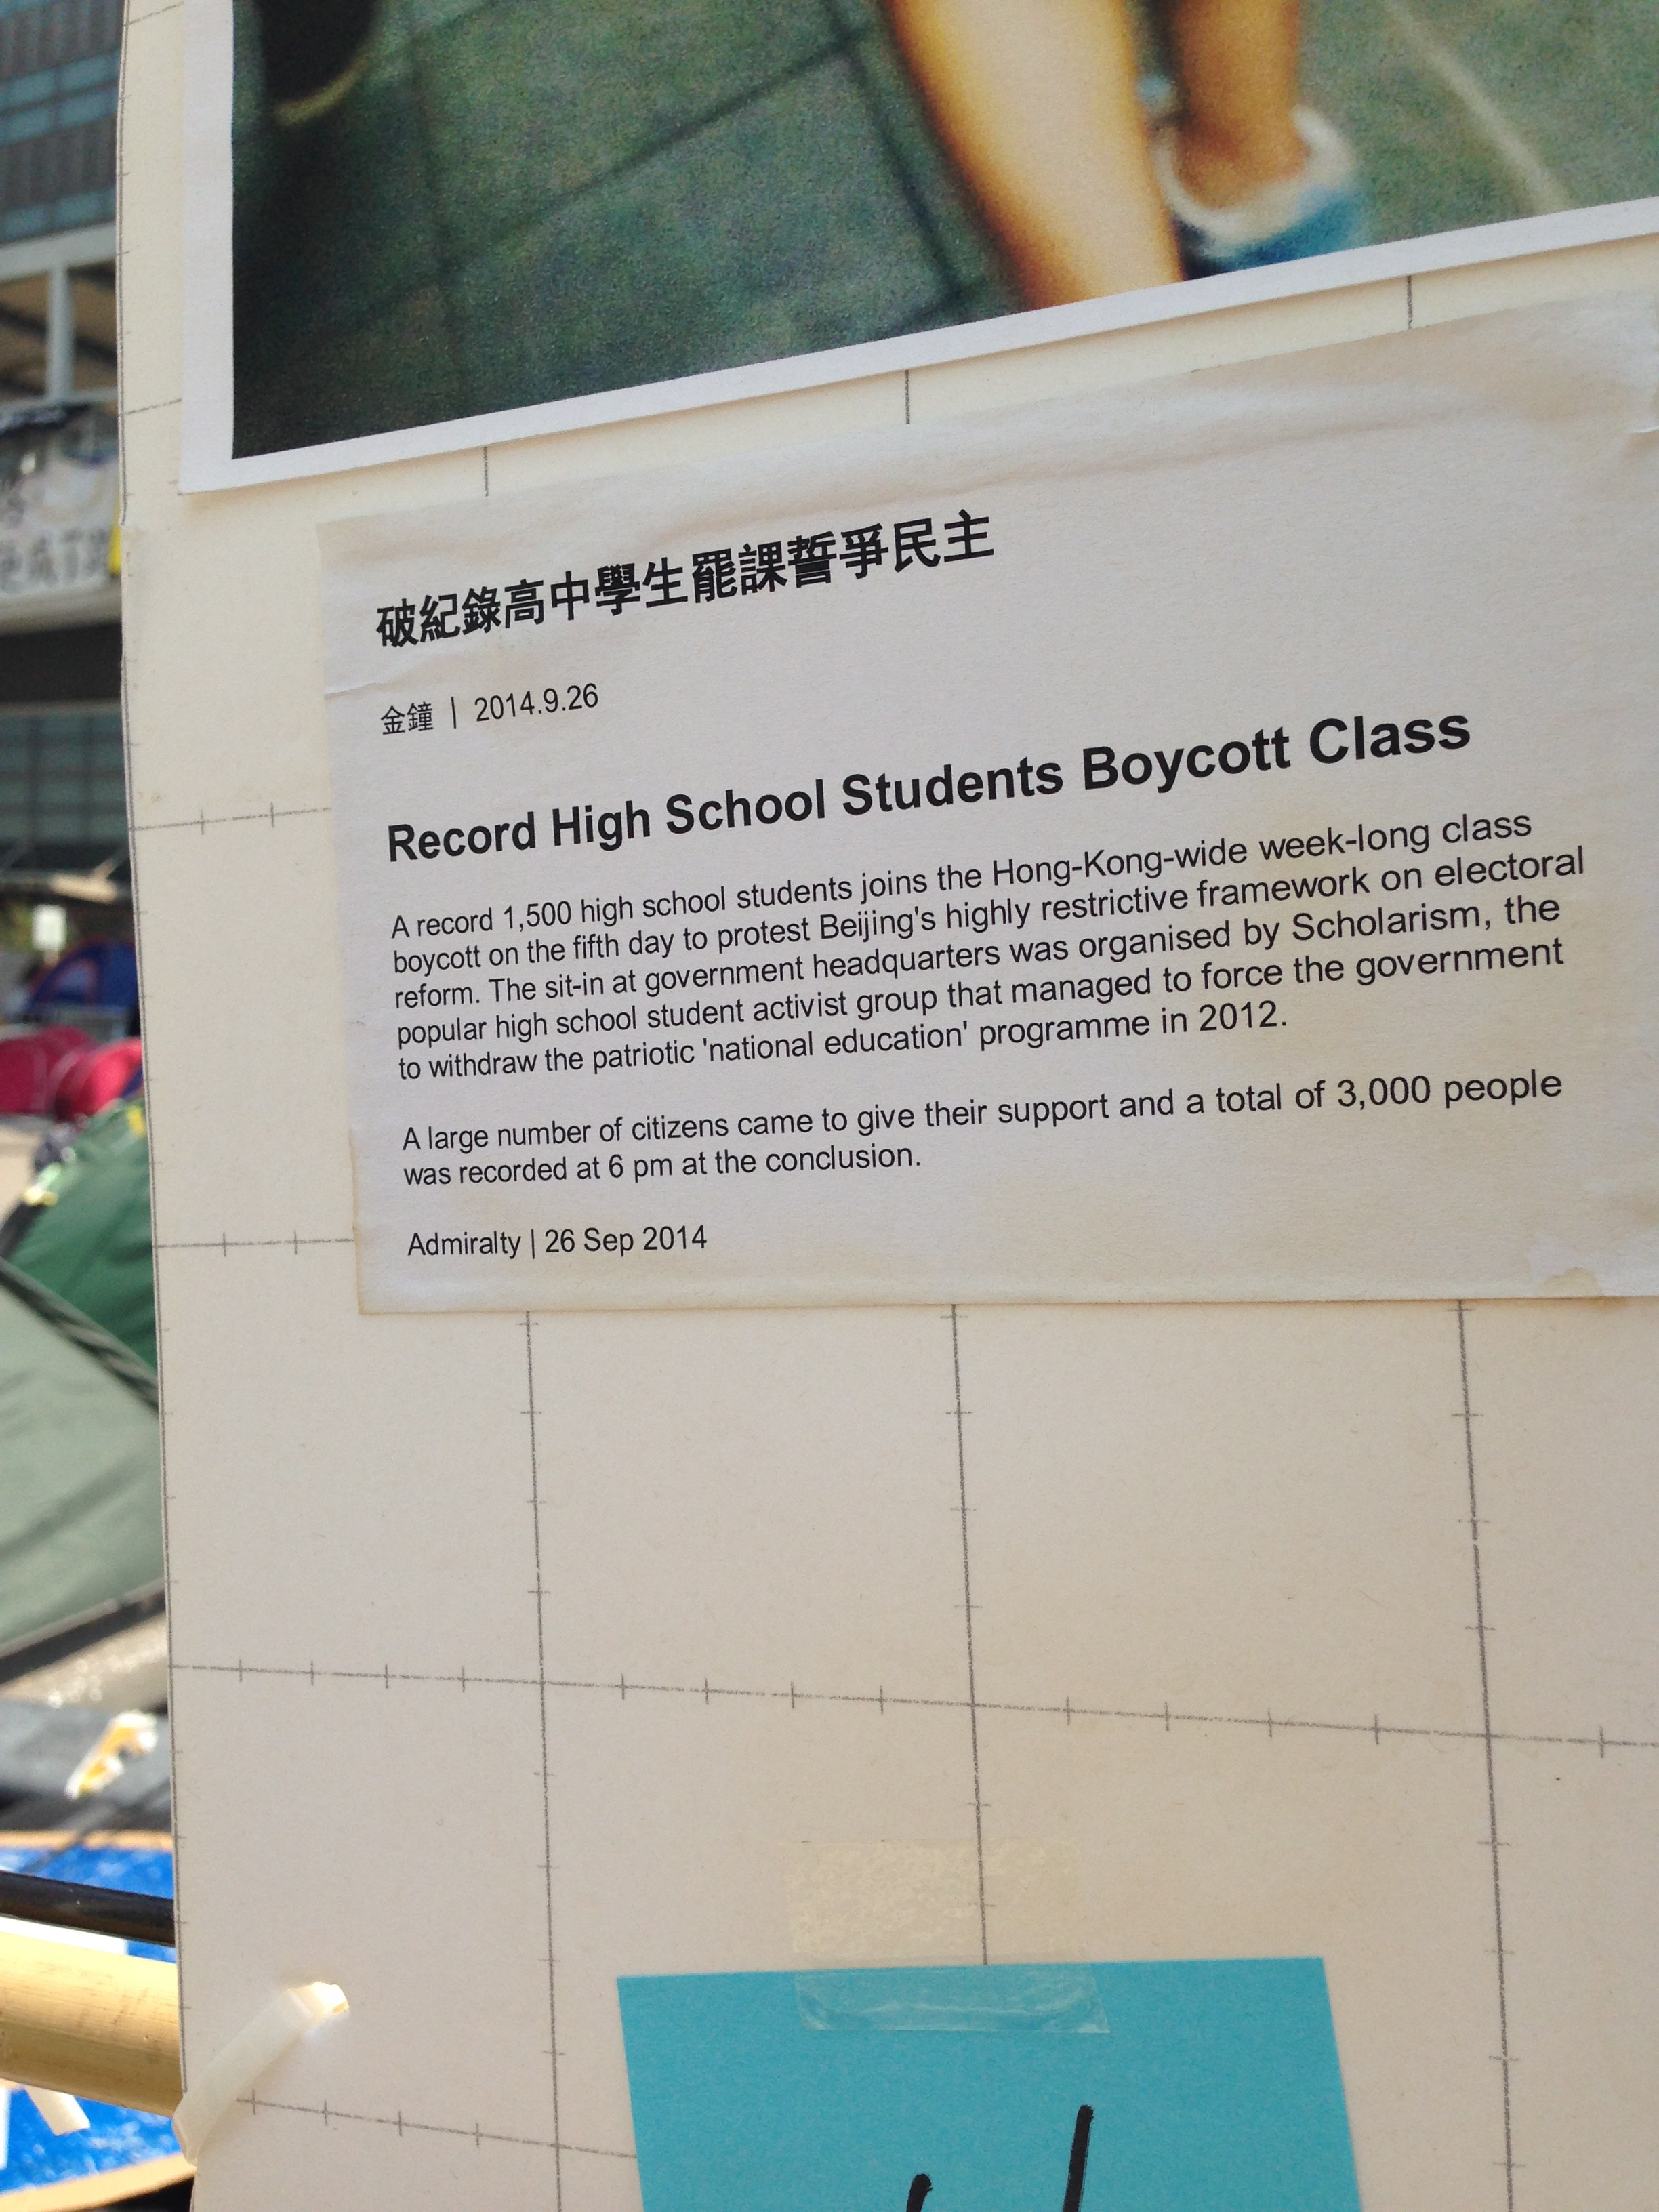 破紀錄高中學生罷課誓爭民主
金鐘 | 2014.9.26
Record High School Students Boycott Class
A record 1,500 high school students joins the Hong-Kong-wide week-long class
boycott on the fifth day to protest Beijing's highly restrictive framework on electoral
reform. The sit-in at government headquarters was organised by Scholarism, the
popular high school student activist group that managed to force the government
to withdraw the patriotic 'national education' programme in 2012.
A large number of citizens came to give their support and a total of 3,000 people
was recorded at 6 pm at the conclusion.
Admiralty | 26 Sep 2014